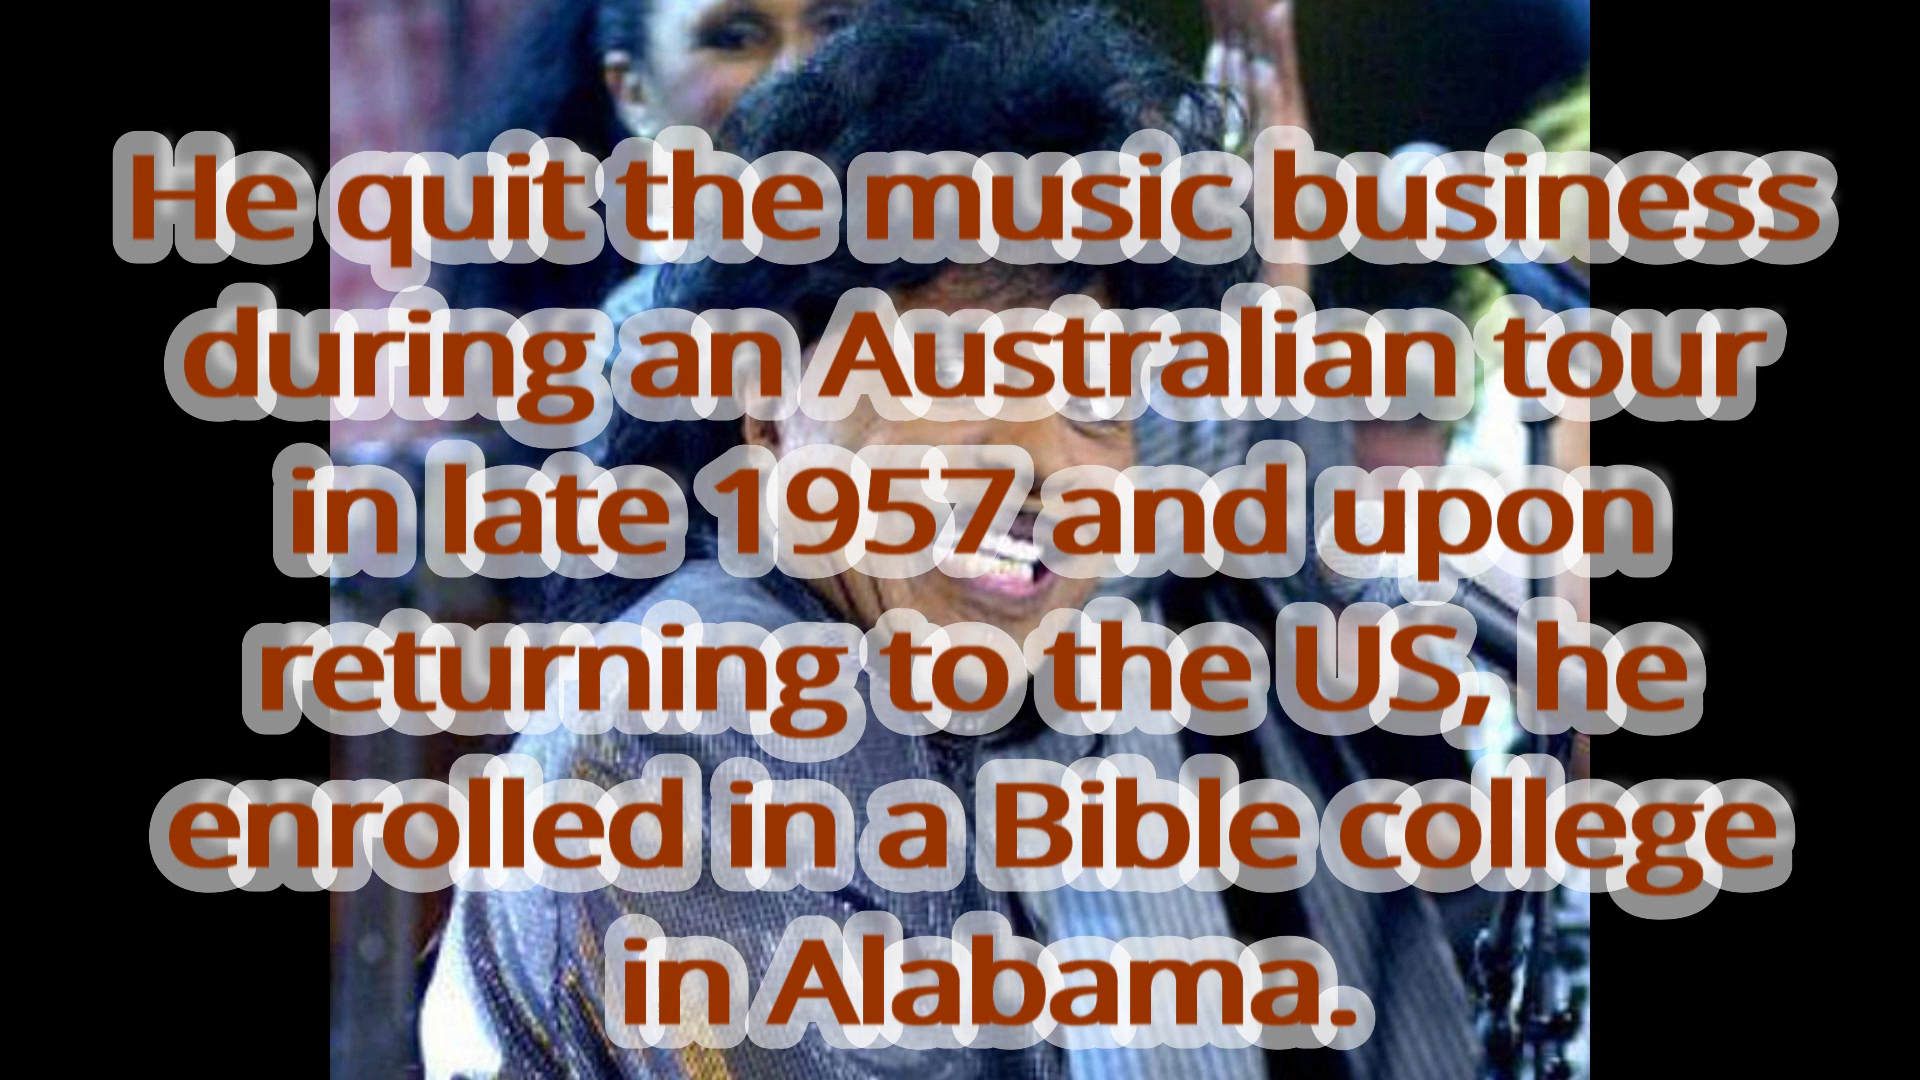 He quit the music business
during an Australian tour
in late 1957 and upon
returning to the US, he
enrolled in a Bible college
in Alabama.